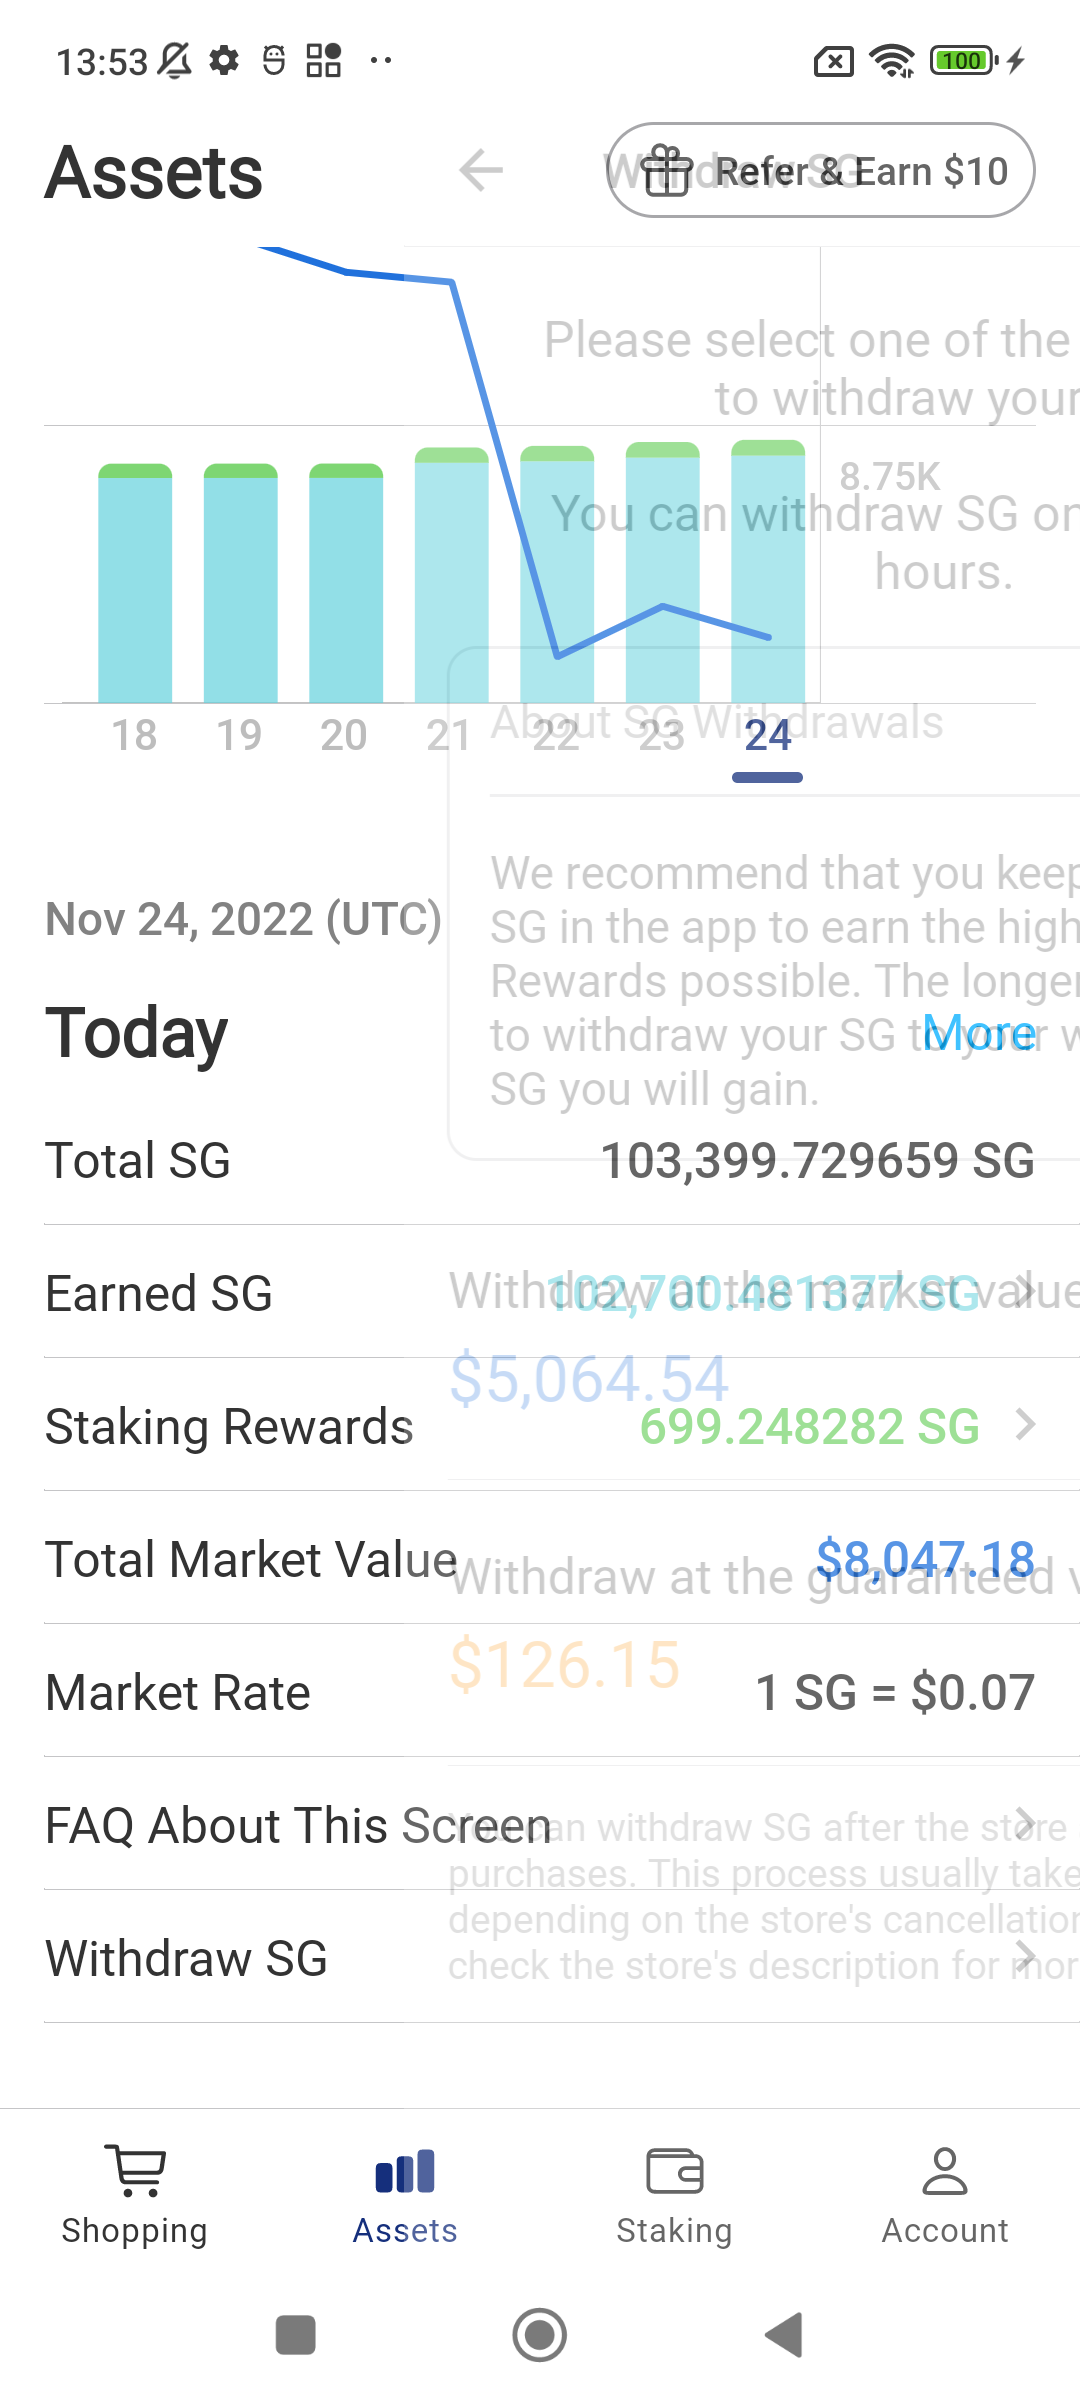 13:53
100
Assets
Withdraw SG
Refer & Earn $10
Please select one of the
to withdraw your
8.75K
You can withdraw SG on
hours.
18 19 20 21 22 23 24
About SG Withdrawals
We recommend that you keep
Nov 24, 2022 (UTC)
SG in the app to earn the high
Rewards possible. The longer
Today
to withdraw your SG to your w
More
SG you will gain.
Total SG
103,399.729659 SG
Earned SG
102,700.481377 SG
Withdraw at the market value
$5,064.54
Staking Rewards
699.248282 SG
Total Market Value
$8,047.18
Withdraw at the guaranteed v
$126.15
Market Rate
1 SG = $0.07
FAQ About This Screen
You can withdraw SG after the store
purchases. This process usually take
depending on the store's cancellation
Withdraw SG
check the store's description for mor
Shopping
Assets
Staking
Account